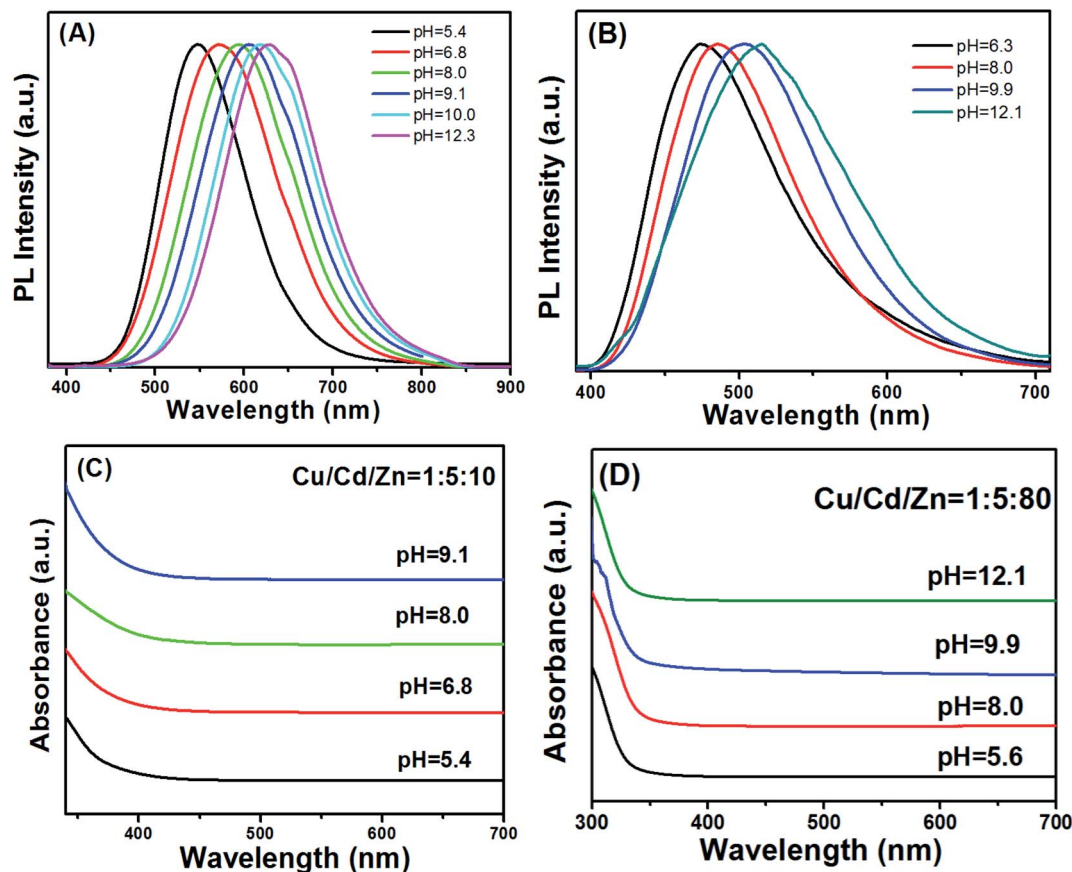 (A)
pH=5.4
pH=6.8
pH=8.0
pH=9.1
pH=10.0
pH=12.3
PL Intensity (a.u.)
400 500 600 700 800 900
Wavelength (nm)
(B)
pH=6.3
pH=8.0
pH=9.9
pH=12.1
PL Intensity (a.u.)
400 500 600 700
Wavelength (nm)
(C)
Cu/Cd/Zn=1:5:10
pH=9.1
pH=8.0
pH=6.8
pH=5.4
Absorbance (a.u.)
400 500 600 700
Wavelength (nm)
(D)
Cu/Cd/Zn=1:5:80
pH=12.1
pH=9.9
pH=8.0
pH=5.6
Absorbance (a.u.)
300 400 500 600 700
Wavelength (nm)